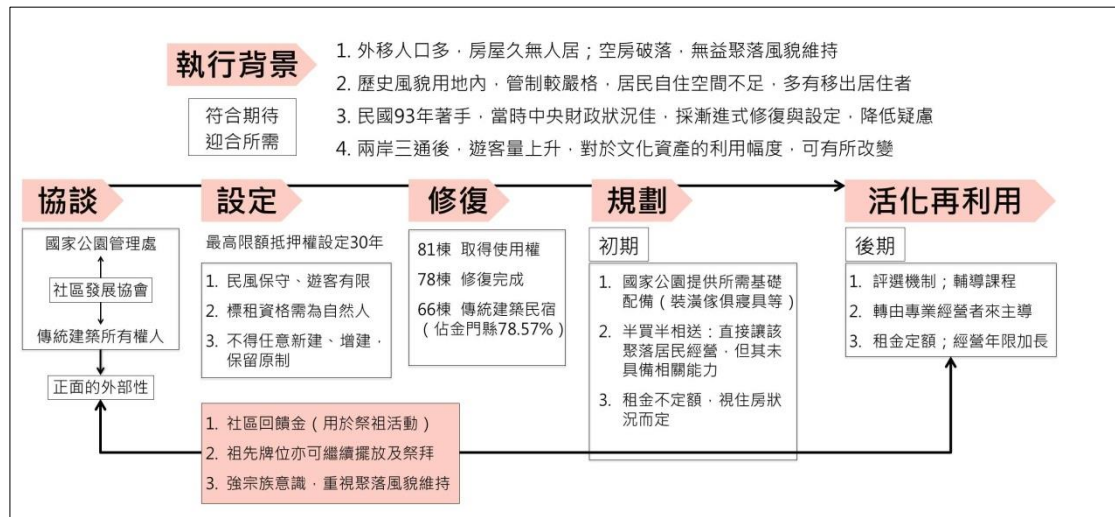 執行背景
符合期待
迎合所需
1. 外移人口多，房屋久無人居；空房破落，無益聚落風貌維持
2. 歷史風貌用地內，管制較嚴格，居民自住空間不足，多有移出居住者
3. 民國93年著手，當時中央財政狀況佳，採漸進式修復與設定，降低疑慮
4. 兩岸三通後，遊客量上升，對於文化資產的利用幅度，可有所改變
協談
國家公園管理處
社區發展協會
傳統建築所有權人
正面的外部性
設定
最高限額抵押權設定30年
1. 民風保守、遊客有限
2. 標租資格需為自然人
3. 不得任意新建、增建，
保留原制
修復
81棟 取得使用權
78棟 修復完成
66棟 傳統建築民宿
（佔金門縣78.57%）
規劃
初期
1. 國家公園提供所需基礎
配備（裝潢傢俱寢具等）
2. 半買半相送：直接讓該
聚落居民經營，但其未
具備相關能力
3. 租金不定額，視住房狀
況而定
活化再利用
後期
1. 評選機制；輔導課程
2. 轉由專業經營者來主導
3. 租金定額；經營年限加長
1. 社區回饋金（用於祭祖活動）
2. 祖先牌位亦可繼續擺放及祭拜
3. 強宗族意識，重視聚落風貌維持